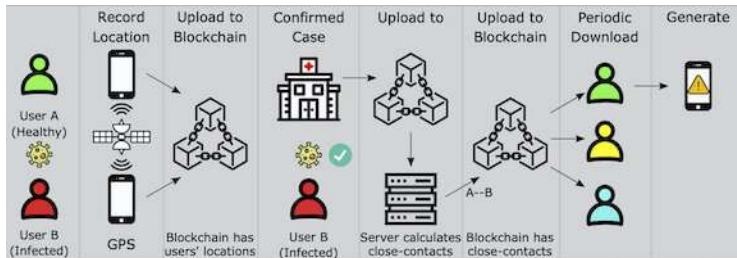 Record
Location
Upload to
Blockchain
Confirmed
Case
Upload to
Upload to
Blockchain
Periodic
Download
Generate
User A
(Healthy)
User B
(Infected)
GPS
Blockchain has
users' locations
User B
(Infected)
Server calculates
close-contacts
A--B
Blockchain has
close-contacts